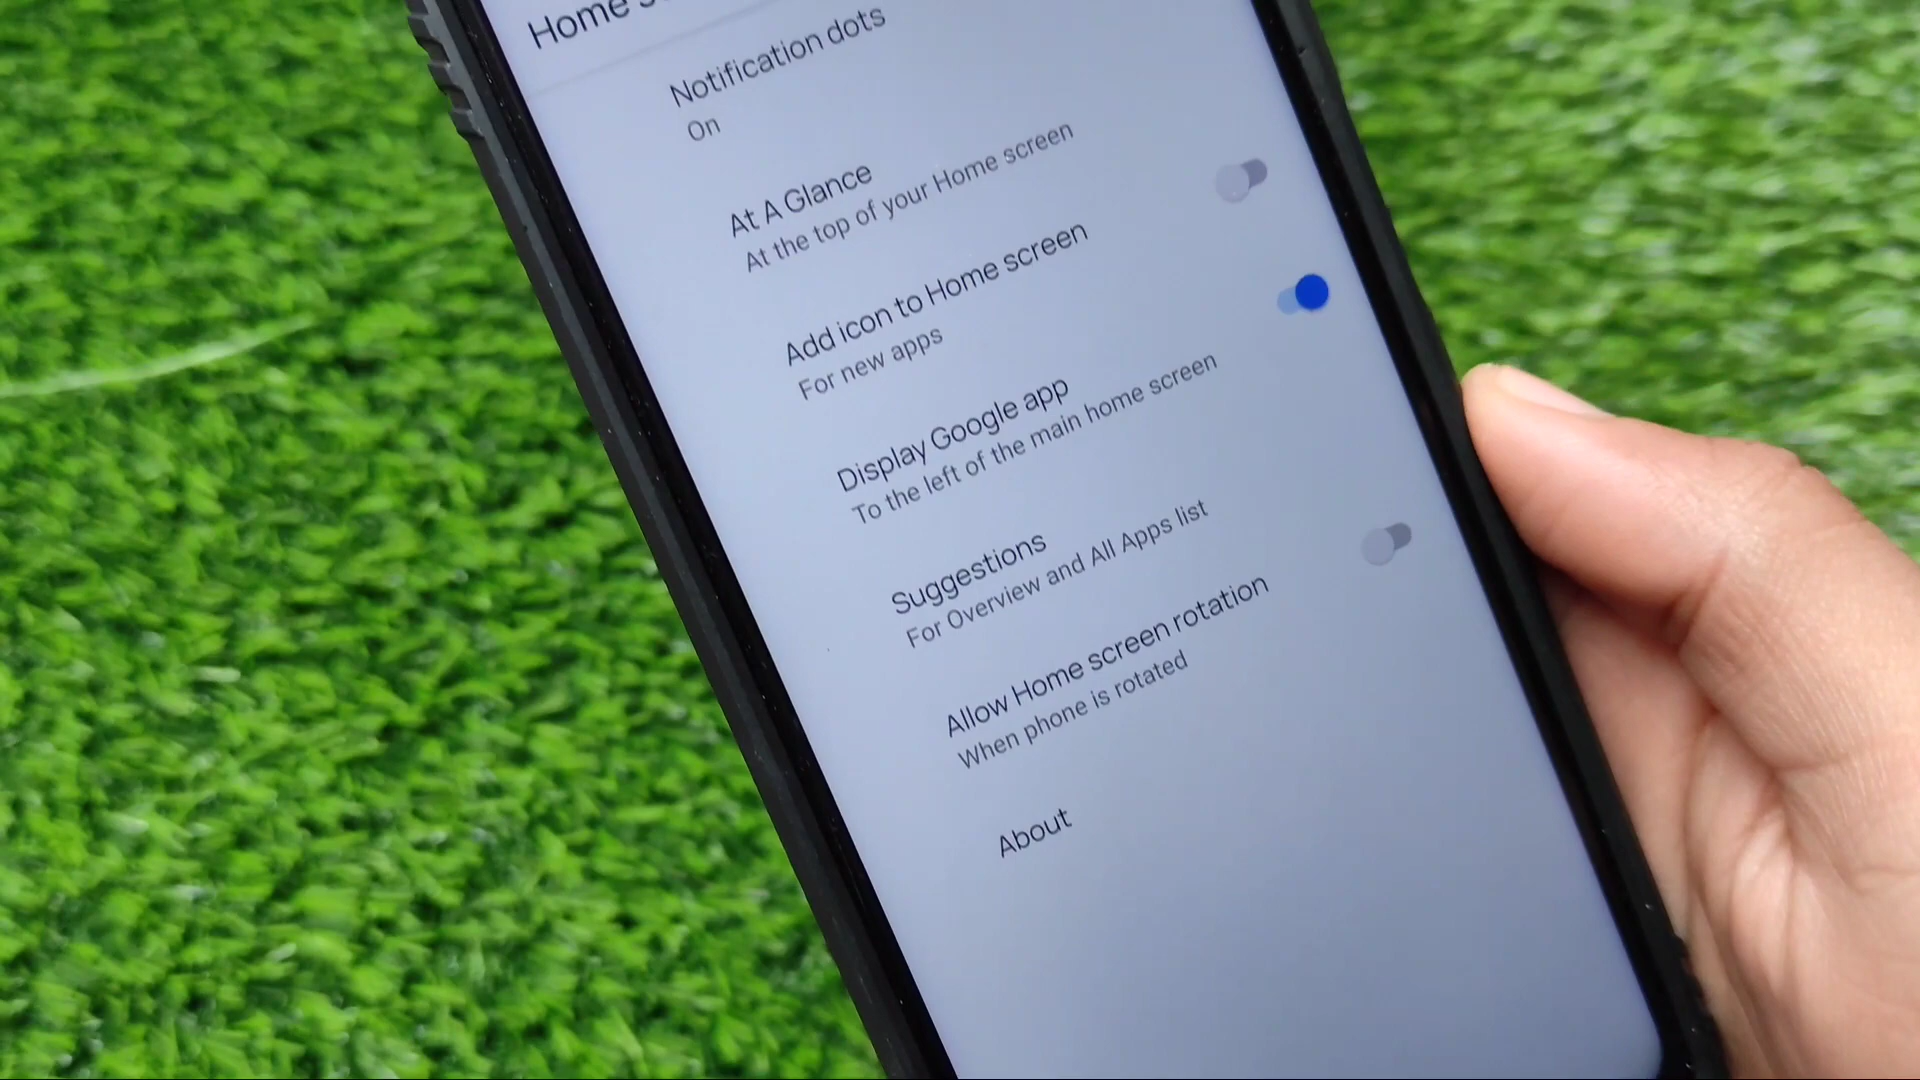 Home
Notification dots
On
At A Glance
At the top of your Home screen
Add icon to Home screen
For new apps
Display Google app
To the left of the main home screen
Suggestions
For Overview and All Apps list
Allow Home screen rotation
When phone is rotated
About